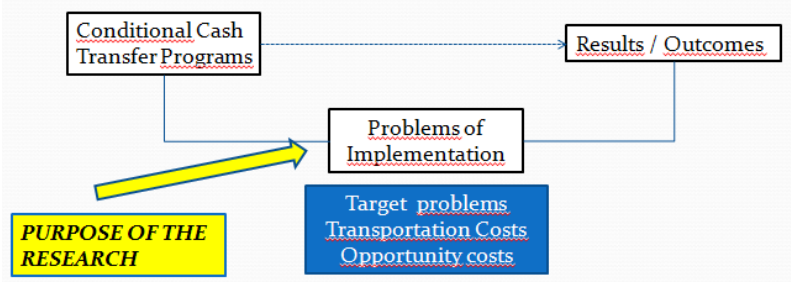 Conditional Cash
Transfer Programs
Results / Outcomes
Problems of
Implementation
Target problems
Transportation Costs
Opportunity costs
PURPOSE OF THE
RESEARCH